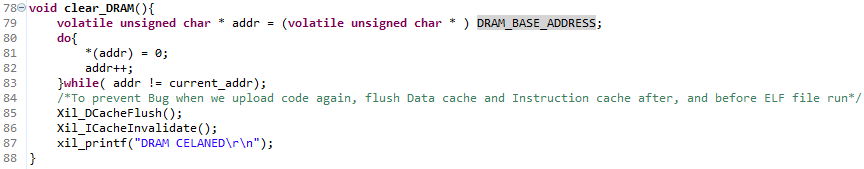 78 void clear_DRAM(){
79     volatile unsigned char * addr = (volatile unsigned char * ) DRAM_BASE_ADDRESS;
80     do{
81         *(addr) = 0;
82         addr++;
83     }while( addr != current_addr);
84     /*To prevent Bug when we upload code again, flush Data cache and Instruction cache after, and before ELF file run*/
85     Xil_DCacheFlush();
86     Xil_ICacheInvalidate();
87     xil_printf("DRAM CELANED\r\n");
88 }